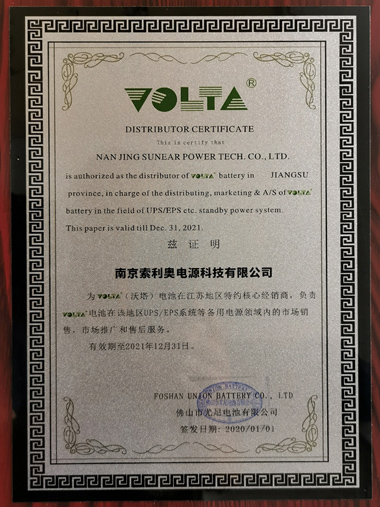 VOLTA®
DISTRIBUTOR CERTIFICATE
This is certify that
NAN JING SUNEAR POWER TECH. CO., LTD.
is authorized as the distributor of VOLTA® battery in JIANGSU
province, in charge of the distributing, marketing & A/S of VOLTA®
battery in the field of UPS/EPS etc. standby power system.
This paper is valid till Dec. 31, 2021.
兹证明
南京索利奥电源科技有限公司
为VOLTA®(沃塔)电池在江苏地区特约核心经销商,负责
VOLTA®电池在该地区UPS/EPS系统等备用电源领域内的市场销
售,市场推广和售后服务。
有效期至2021年12月31日。
FOSHAN UNION BATTERY CO., LTD
佛山市尤尼电池有限公司
签发日期: 2020/01/01